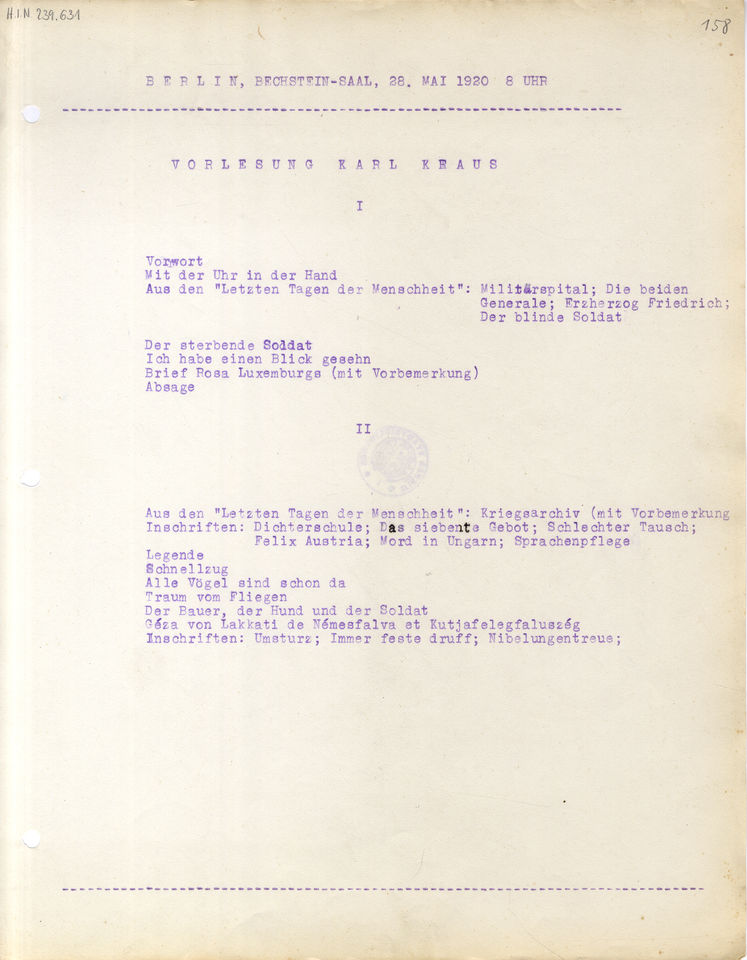 H.I.N 239.631
158
B E R L I N, BECHSTEIN-SAAL, 28. MAI 1920 8 UHR
V O R L E S U N G K A R L K R A U S
I
Vorwort
Mit der Uhr in der Hand
Aus den "Letzten Tagen der Menschheit": Militärspital; Die beiden
Generale; Erzherzog Friedrich;
Der blinde Soldat
Der sterbende Soldat
Ich habe einen Blick gesehn
Brief Rosa Luxemburgs (mit Vorbemerkung)
Absage
II
Aus den "Letzten Tagen der Menschheit": Kriegsarchiv (mit Vorbemerkung
Inschriften: Dichterschule; Das siebente Gebot; Schlechter Tausch;
Felix Austria; Mord in Ungarn; Sprachenpflege
Legende
Schnellzug
Alle Vögel sind schon da
Traum vom Fliegen
Der Bauer, der Hund und der Soldat
Géza von Lakkati de Némesfalva et Kutjafelegfaluszég
Inschriften: Umsturz; Immer feste druff; Nibelungentreue;